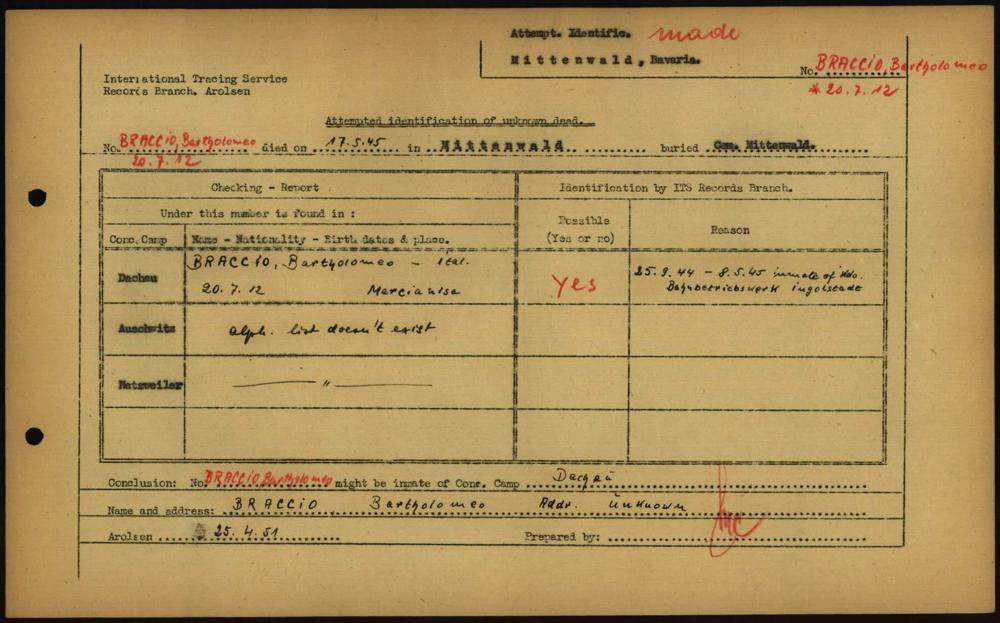 Attempt. Identific. made
Mittenwald, Bavaria.
No. BRACCIO, Bartholomeo
* 20.7.12
International Tracing Service
Records Branch. Arolsen
Attempted identification of unknown dead.
No. BRACCIO, Bartholomeo died on 17.5.45 in Mittenwald buried Com. Mittenwald.
20.7.12
Checking - Report
Identification by ITS Records Branch.
Under this number is found in :
Possible
(Yes or no)
Reason
Conc. Camp
Name - Nationality - Birth dates & place.
Dachau
BRACCIO, Bartholomeo - ital.
20.7.12 Marcianise
Yes
25.9.44 - 8.5.45 inmate of Kdo.
Bahnbetriebswerk Ingolstadt
Auschwitz
alph. list doesn't exist
Natzweiler
— " —
Conclusion: No. BRACCIO Bartholomeo might be inmate of Conc. Camp Dachau
Name and address: BRACCIO Bartholomeo Addr. Unknown
Arolsen 25.4.51
Prepared by: